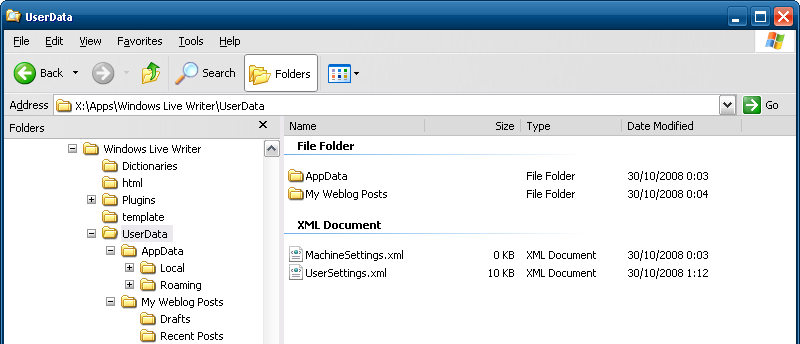 UserData
File Edit View Favorites Tools Help
Back Search Folders
Address X:\Apps\Windows Live Writer\UserData Go
Folders
Name Size Type Date Modified
Windows Live Writer
Dictionaries
html
Plugins
template
UserData
AppData
Local
Roaming
My Weblog Posts
Drafts
Recent Posts
File Folder
AppData File Folder 30/10/2008 0:03
My Weblog Posts File Folder 30/10/2008 0:04
XML Document
MachineSettings.xml 0 KB XML Document 30/10/2008 0:03
UserSettings.xml 10 KB XML Document 30/10/2008 1:12